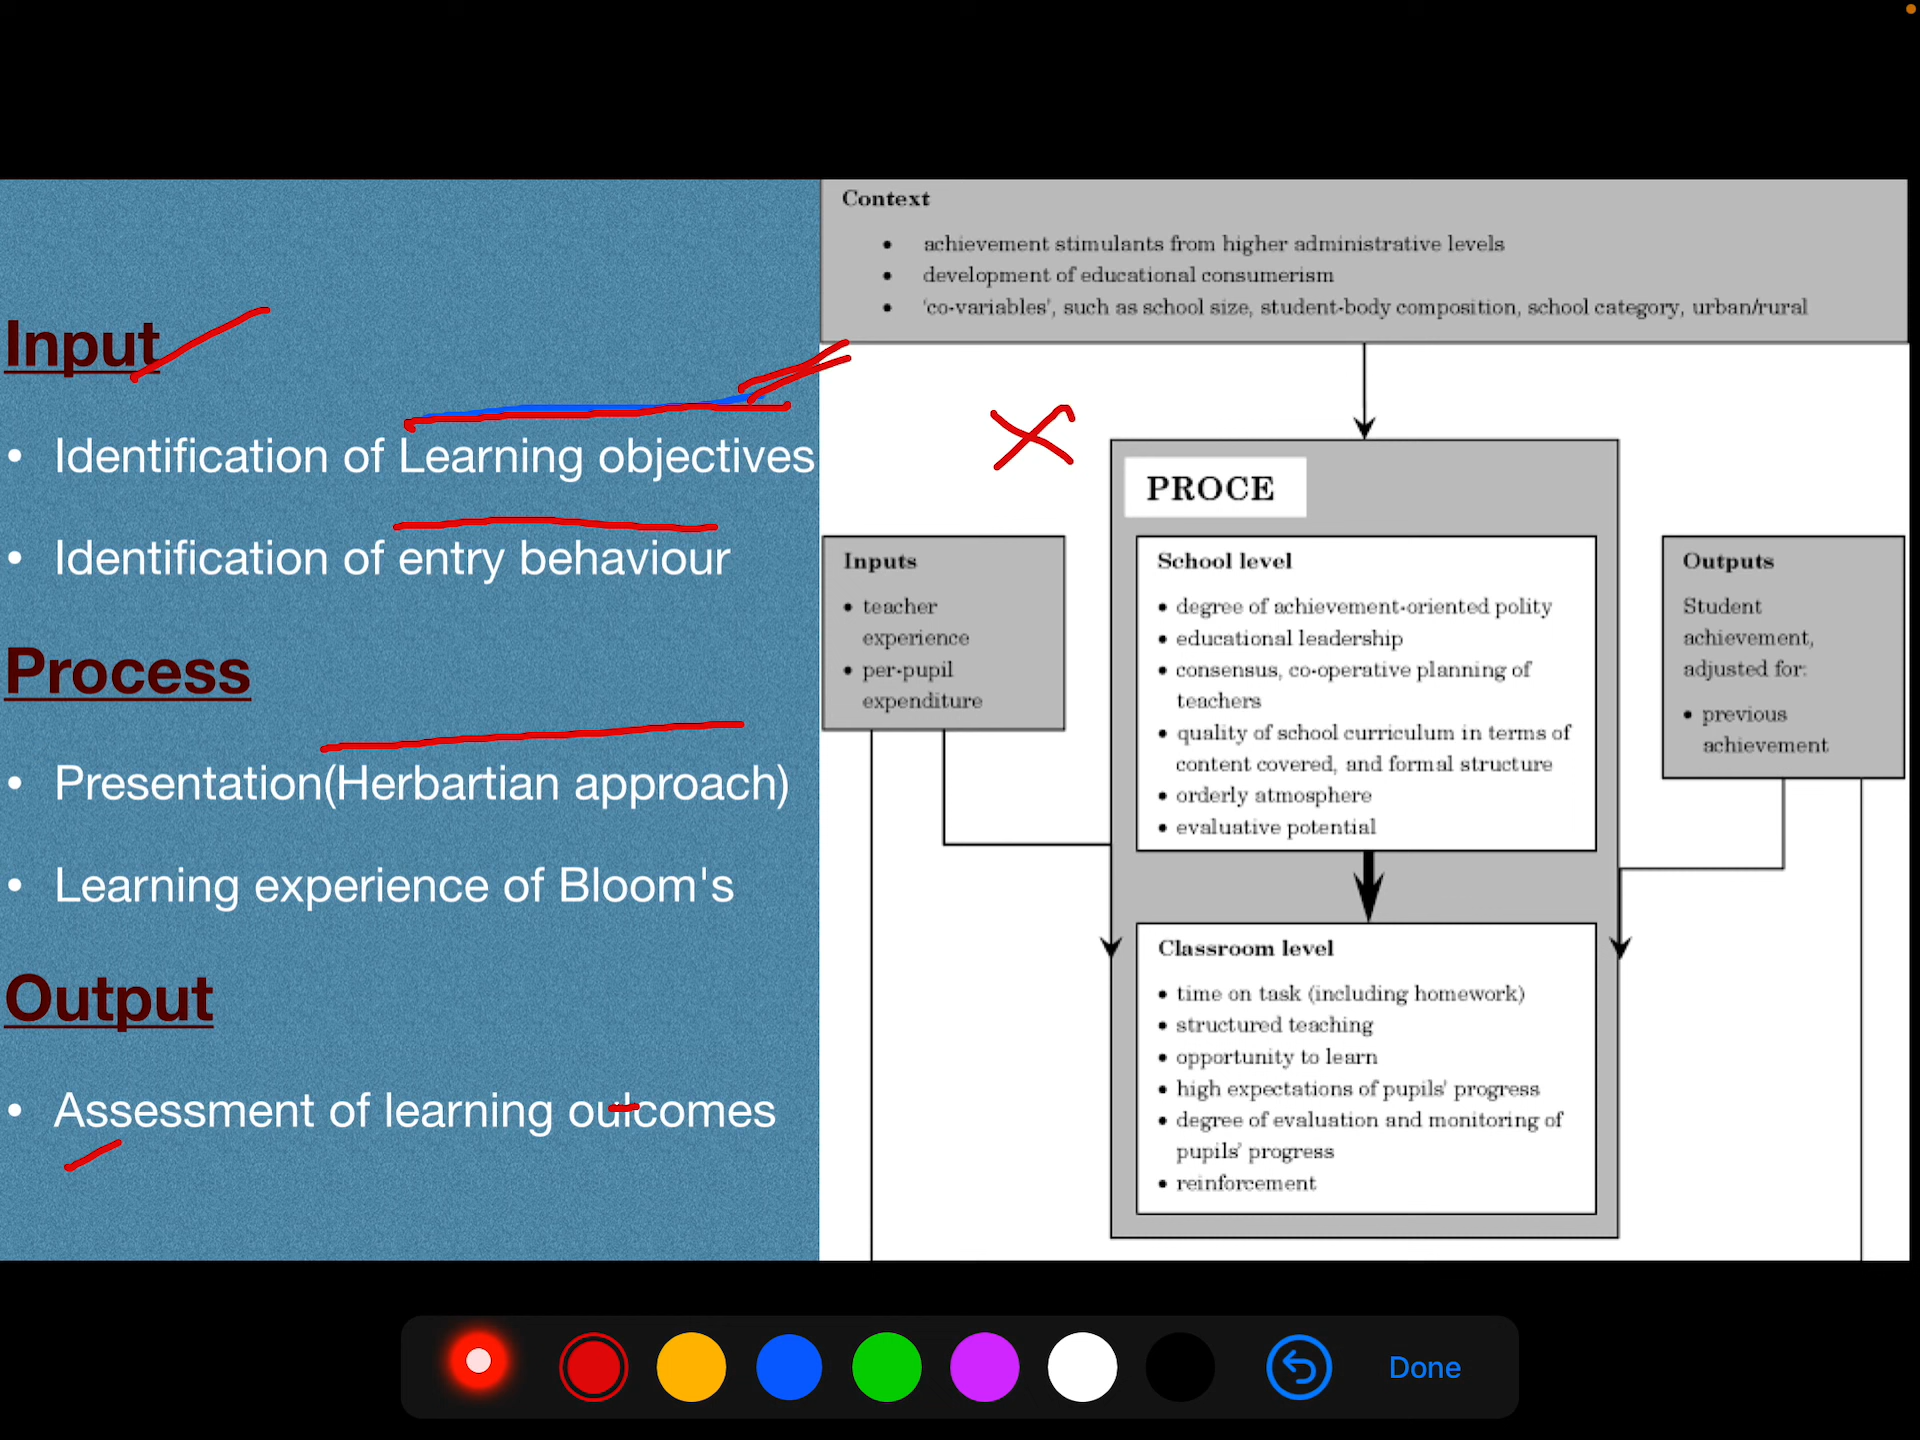 Input
• Identification of Learning objectives
• Identification of entry behaviour
Process
• Presentation(Herbartian approach)
• Learning experience of Bloom's
Output
• Assessment of learning outcomes
Context
• achievement stimulants from higher administrative levels
• development of educational consumerism
• 'co-variables', such as school size, student-body composition, school category, urban/rural
PROCE
Inputs
• teacher
experience
• per-pupil
expenditure
School level
• degree of achievement-oriented polity
• educational leadership
• consensus, co-operative planning of
teachers
• quality of school curriculum in terms of
content covered, and formal structure
• orderly atmosphere
• evaluative potential
Outputs
Student
achievement,
adjusted for:
• previous
achievement
Classroom level
• time on task (including homework)
• structured teaching
• opportunity to learn
• high expectations of pupils' progress
• degree of evaluation and monitoring of
pupils' progress
• reinforcement
Done